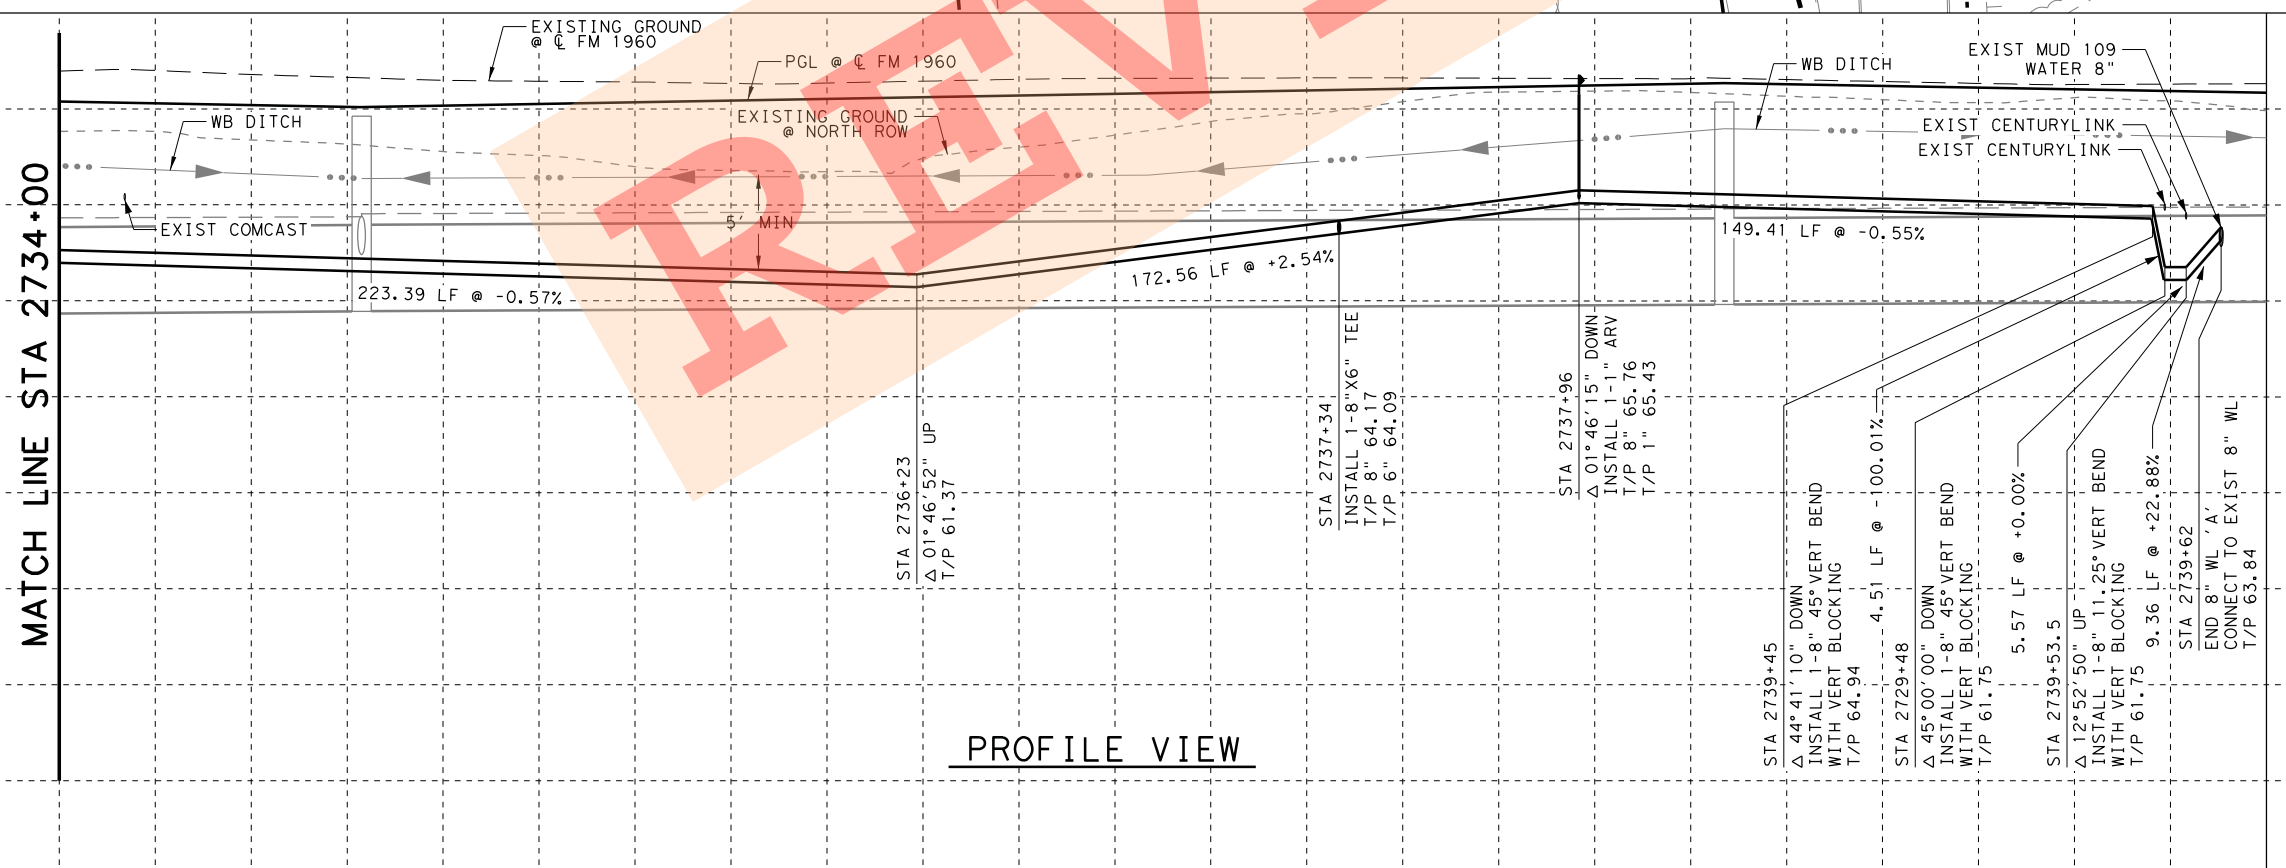 EXISTING GROUND
@ ℄ FM 1960
PGL @ ℄ FM 1960
WB DITCH
EXIST MUD 109
WATER 8"
WB DITCH
EXISTING GROUND
@ NORTH ROW
EXIST CENTURYLINK
EXIST CENTURYLINK
EXIST COMCAST
5' MIN
223.39 LF @ -0.57%
172.56 LF @ +2.54%
149.41 LF @ -0.55%
MATCH LINE STA 2734+00
STA 2736+23
△ 01°46'52" UP
T/P 61.37
STA 2737+34
INSTALL 1-8"X6" TEE
T/P 8" 64.17
T/P 6" 64.09
STA 2737+96
△ 01°46'15" DOWN
INSTALL 1-1" ARV
T/P 8" 65.76
T/P 1" 65.43
STA 2739+45
△ 44°41'10" DOWN
INSTALL 1-8" 45° VERT BEND
WITH VERT BLOCKING
T/P 64.94
4.51 LF @ -100.01%
STA 2729+48
△ 45°00'00" DOWN
INSTALL 1-8" 45° VERT BEND
WITH VERT BLOCKING
T/P 61.75
5.57 LF @ +0.00%
STA 2739+53.5
△ 12°52'50" UP
INSTALL 1-8" 11.25° VERT BEND
WITH VERT BLOCKING
T/P 61.75
9.36 LF @ +22.88%
STA 2739+62
END 8" WL 'A'
CONNECT TO EXIST 8" WL
T/P 63.84
PROFILE VIEW